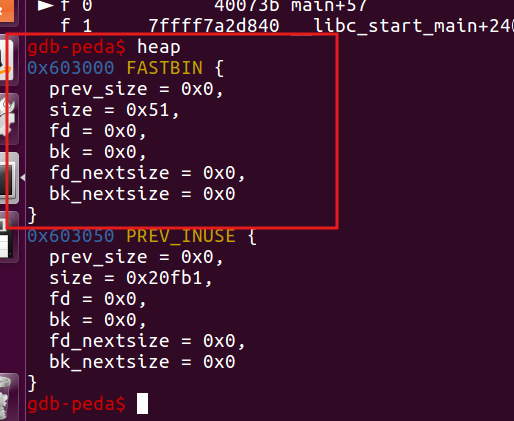 ► f 0           40073b main+57
f 1     7ffff7a2d840 __libc_start_main+240
gdb-peda$ heap
0x603000 FASTBIN {
  prev_size = 0x0,
  size = 0x51,
  fd = 0x0,
  bk = 0x0,
  fd_nextsize = 0x0,
  bk_nextsize = 0x0
}
0x603050 PREV_INUSE {
  prev_size = 0x0,
  size = 0x20fb1,
  fd = 0x0,
  bk = 0x0,
  fd_nextsize = 0x0,
  bk_nextsize = 0x0
}
gdb-peda$